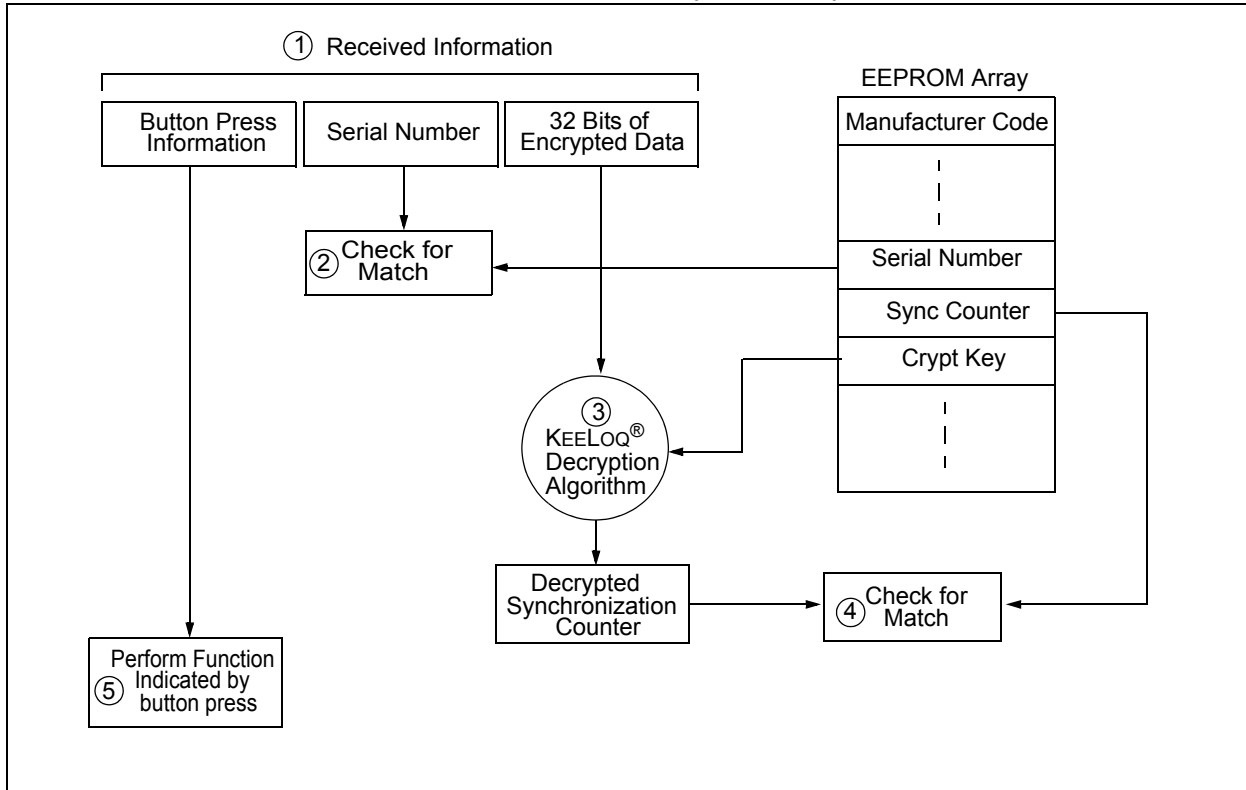 ① Received Information
EEPROM Array
Button Press
Information
Serial Number
32 Bits of
Encrypted Data
Manufacturer Code
② Check for
Match
Serial Number
Sync Counter
Crypt Key
③
KEELOQ®
Decryption
Algorithm
Decrypted
Synchronization
Counter
④ Check for
Match
Perform Function
⑤ Indicated by
button press